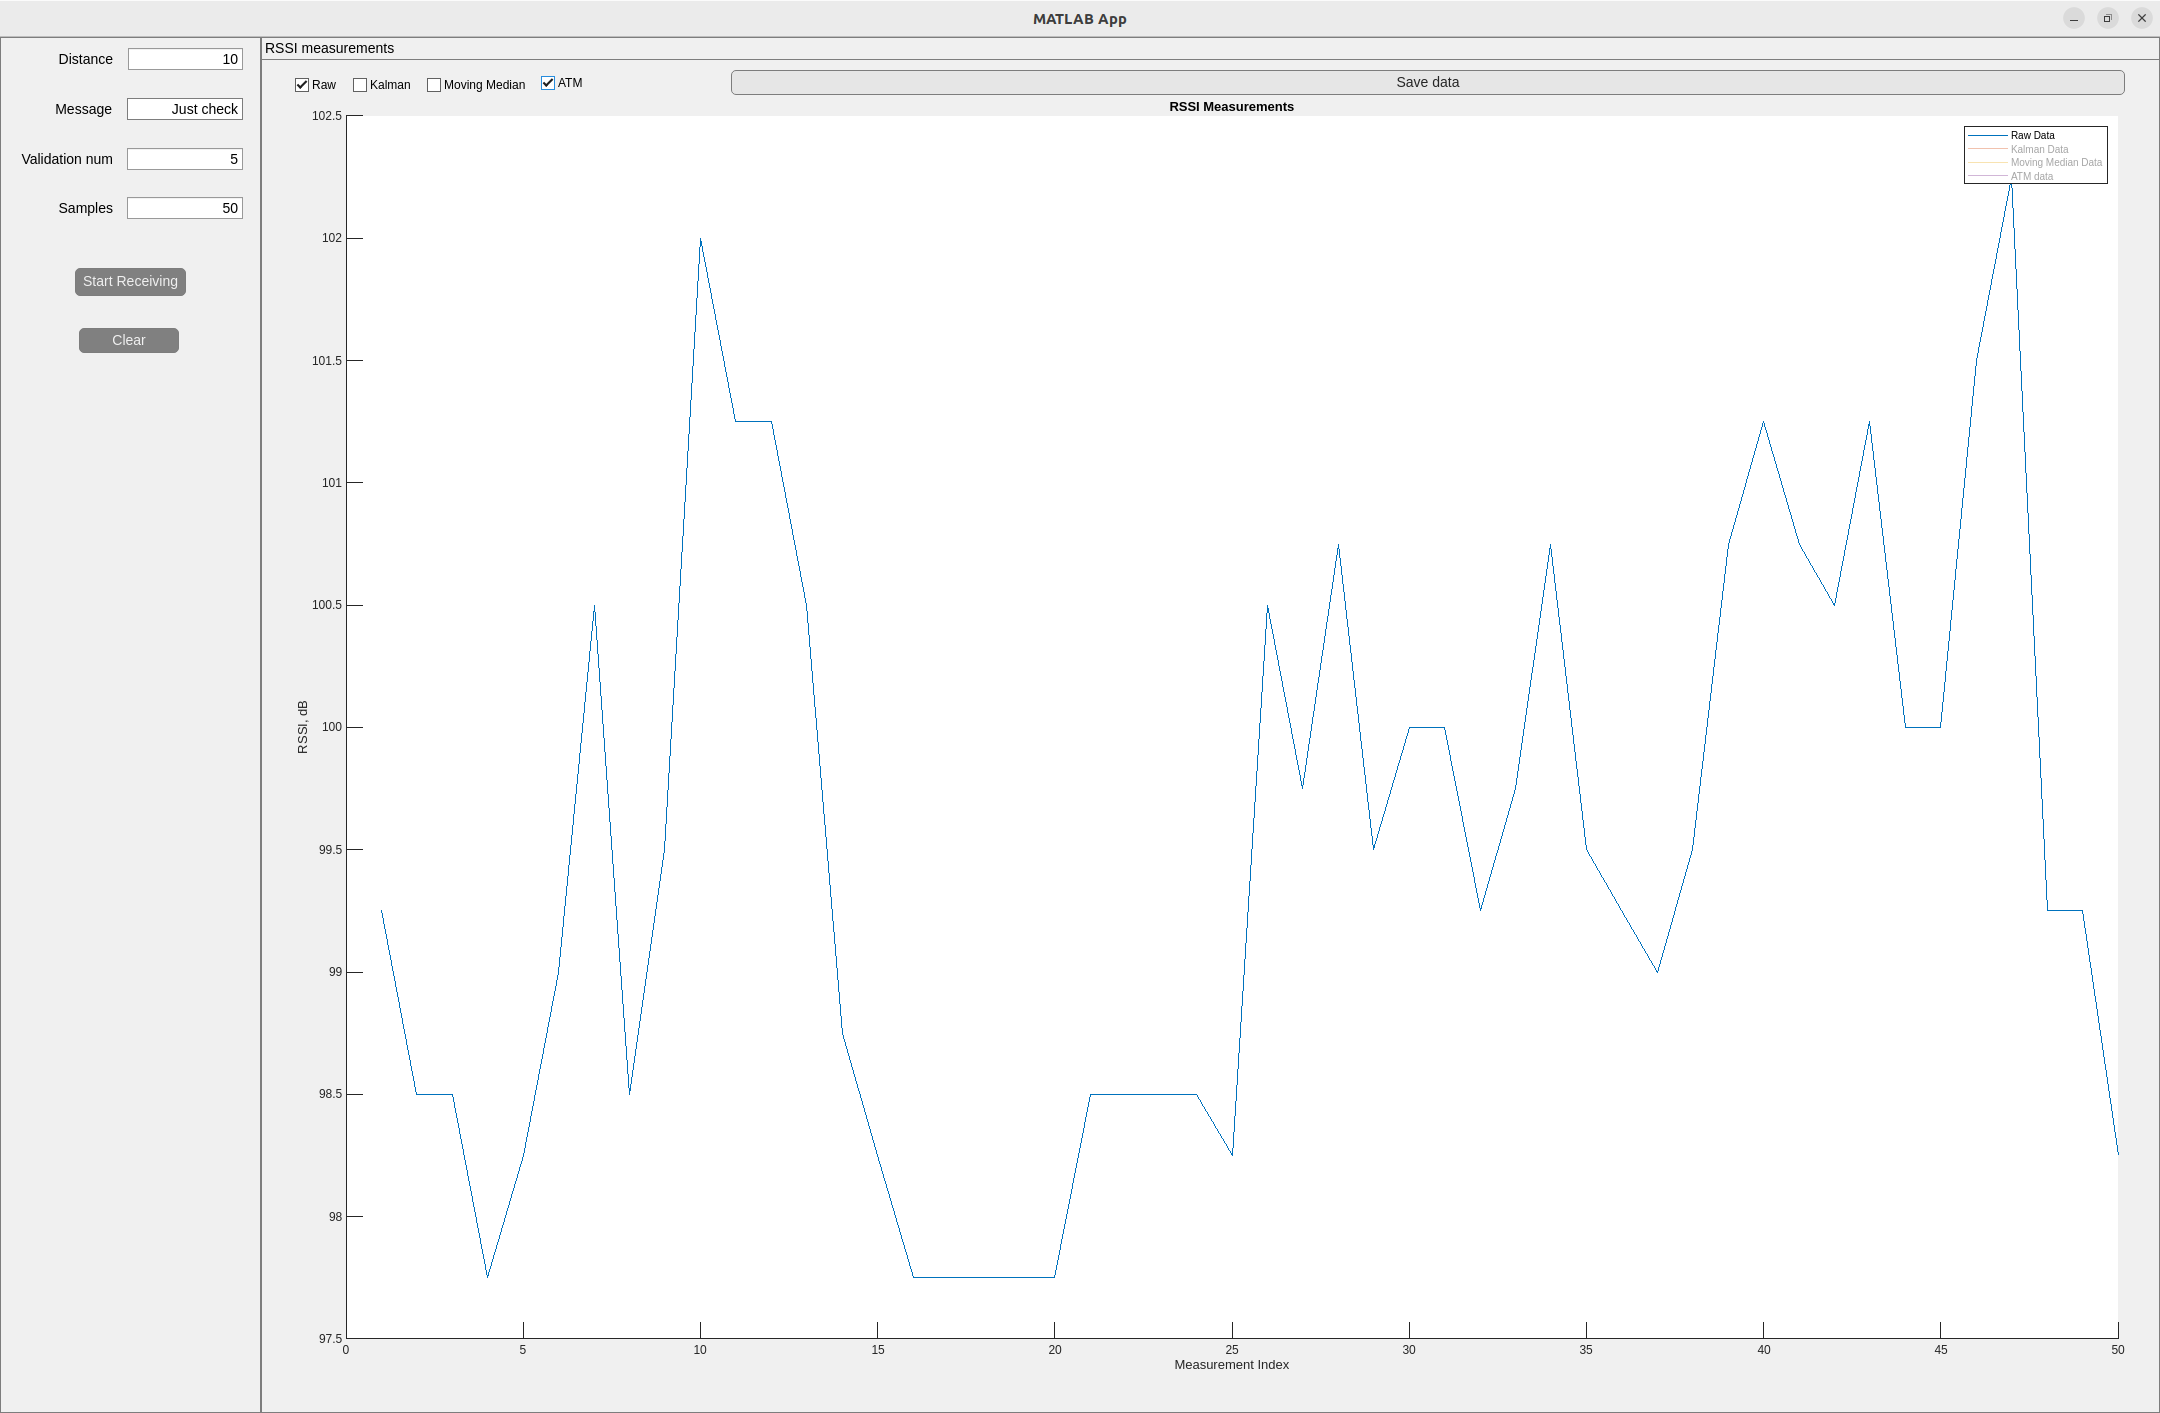 MATLAB App
Distance 10
Message Just check
Validation num 5
Samples 50
Start Receiving
Clear
RSSI measurements
Raw Kalman Moving Median ATM Save data
RSSI Measurements
Raw Data
Kalman Data
Moving Median Data
ATM data
102.5
102
101.5
101
100.5
100
99.5
99
98.5
98
97.5
RSSI, dB
0 5 10 15 20 25 30 35 40 45 50
Measurement Index